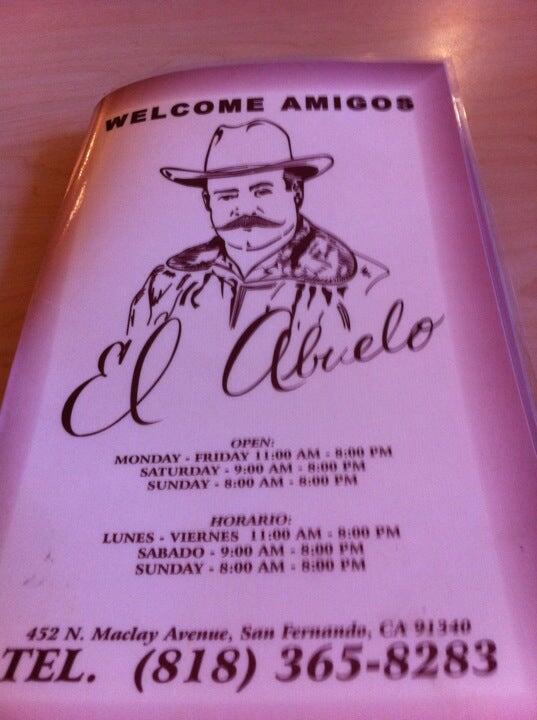 WELCOME AMIGOS
El Abuelo
OPEN:
MONDAY - FRIDAY 11:00 AM - 8:00 PM
SATURDAY - 9:00 AM - 8:00 PM
SUNDAY - 8:00 AM - 8:00 PM
HORARIO:
LUNES - VIERNES 11:00 AM - 8:00 PM
SABADO - 9:00 AM - 8:00 PM
SUNDAY - 8:00 AM - 8:00 PM
452 N. Maclay Avenue, San Fernando, CA 91340
TEL. (818) 365-8283